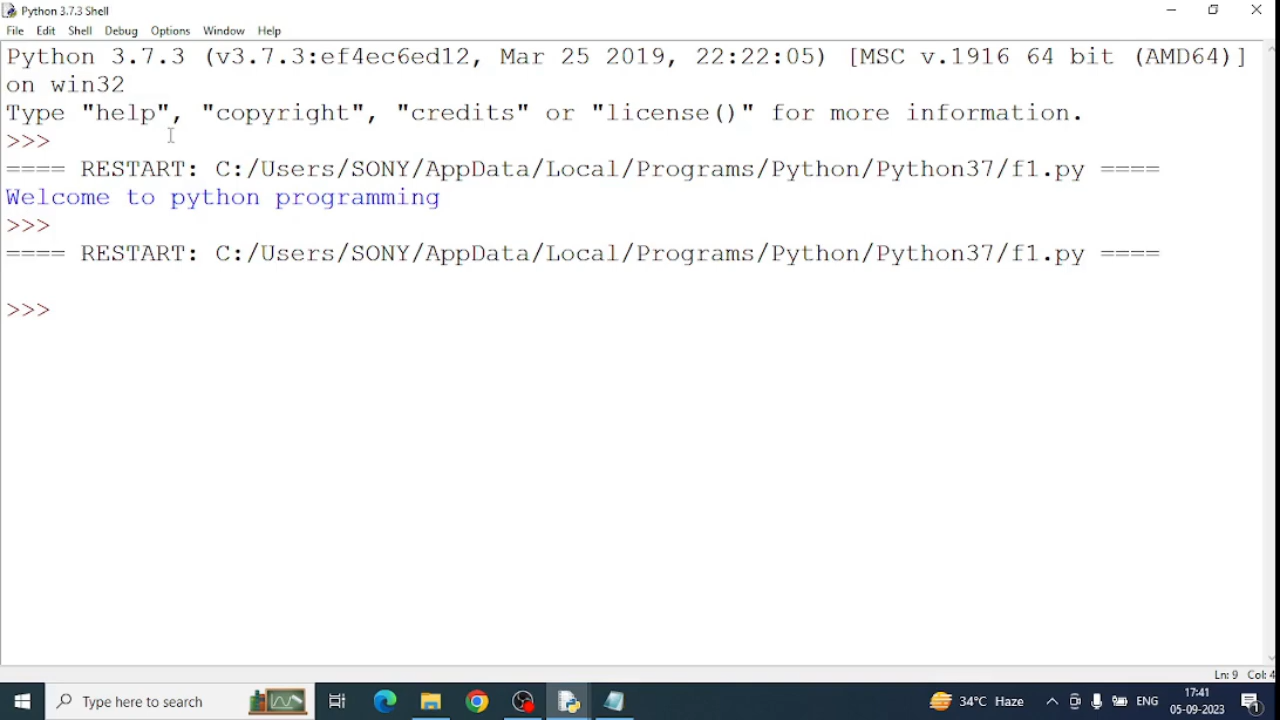 Python 3.7.3 Shell
File Edit Shell Debug Options Window Help
Python 3.7.3 (v3.7.3:ef4ec6ed12, Mar 25 2019, 22:22:05) [MSC v.1916 64 bit (AMD64)]
on win32
Type "help", "copyright", "credits" or "license()" for more information.
>>>
==== RESTART: C:/Users/SONY/AppData/Local/Programs/Python/Python37/f1.py ====
Welcome to python programming
>>>
==== RESTART: C:/Users/SONY/AppData/Local/Programs/Python/Python37/f1.py ====
>>>
Ln: 9 Col: 4
Type here to search
34°C Haze
ENG
17:41
05-09-2023
1